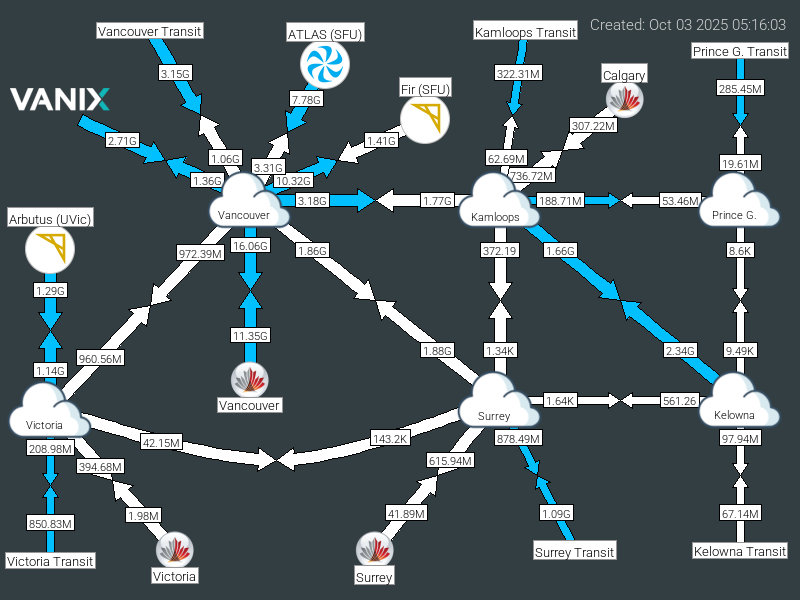 Created: Oct 03 2025 05:16:03
Vancouver Transit
ATLAS (SFU)
Kamloops Transit
Prince G. Transit
3.15G
322.31M
Calgary
VANIX
7.78G
Fir (SFU)
285.45M
307.22M
2.71G
1.41G
1.06G
62.69M
19.61M
3.31G
736.72M
1.36G
10.32G
3.18G
1.77G
188.71M
53.46M
Arbutus (UVic)
Vancouver
Kamloops
Prince G.
972.39M
16.06G
1.86G
372.19
1.66G
8.6K
1.29G
960.56M
11.35G
1.88G
1.34K
2.34G
9.49K
1.14G
Vancouver
1.64K
561.26
Victoria
Surrey
Kelowna
208.98M
42.15M
143.2K
878.49M
97.94M
394.68M
615.94M
850.83M
1.98M
41.89M
1.09G
67.14M
Victoria Transit
Victoria
Surrey
Surrey Transit
Kelowna Transit